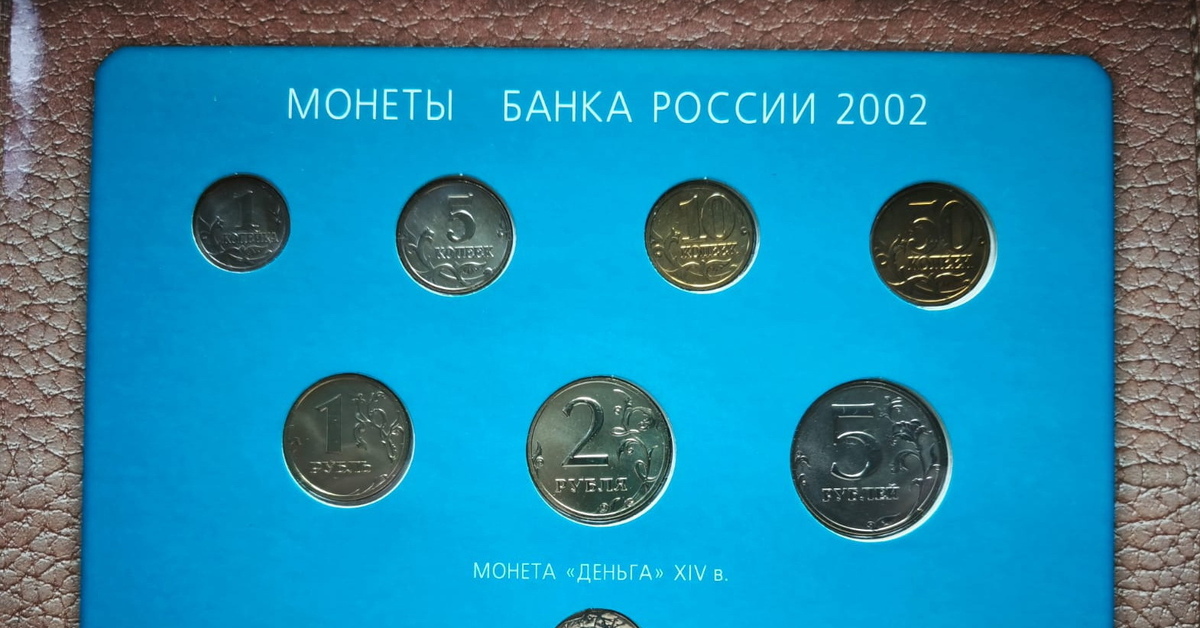 МОНЕТЫ БАНКА РОССИИ 2002
1
КОПЕЙКА
5
КОПЕЕК
10
КОПЕЕК
50
КОПЕЕК
1
РУБЛЬ
2
РУБЛЯ
5
РУБЛЕЙ
МОНЕТА «ДЕНЬГА» XIV в.